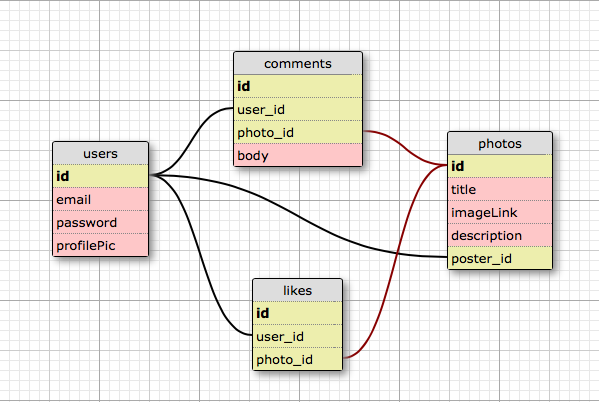 comments
id
user_id
photo_id
body
users
id
email
password
profilePic
photos
id
title
imageLink
description
poster_id
likes
id
user_id
photo_id